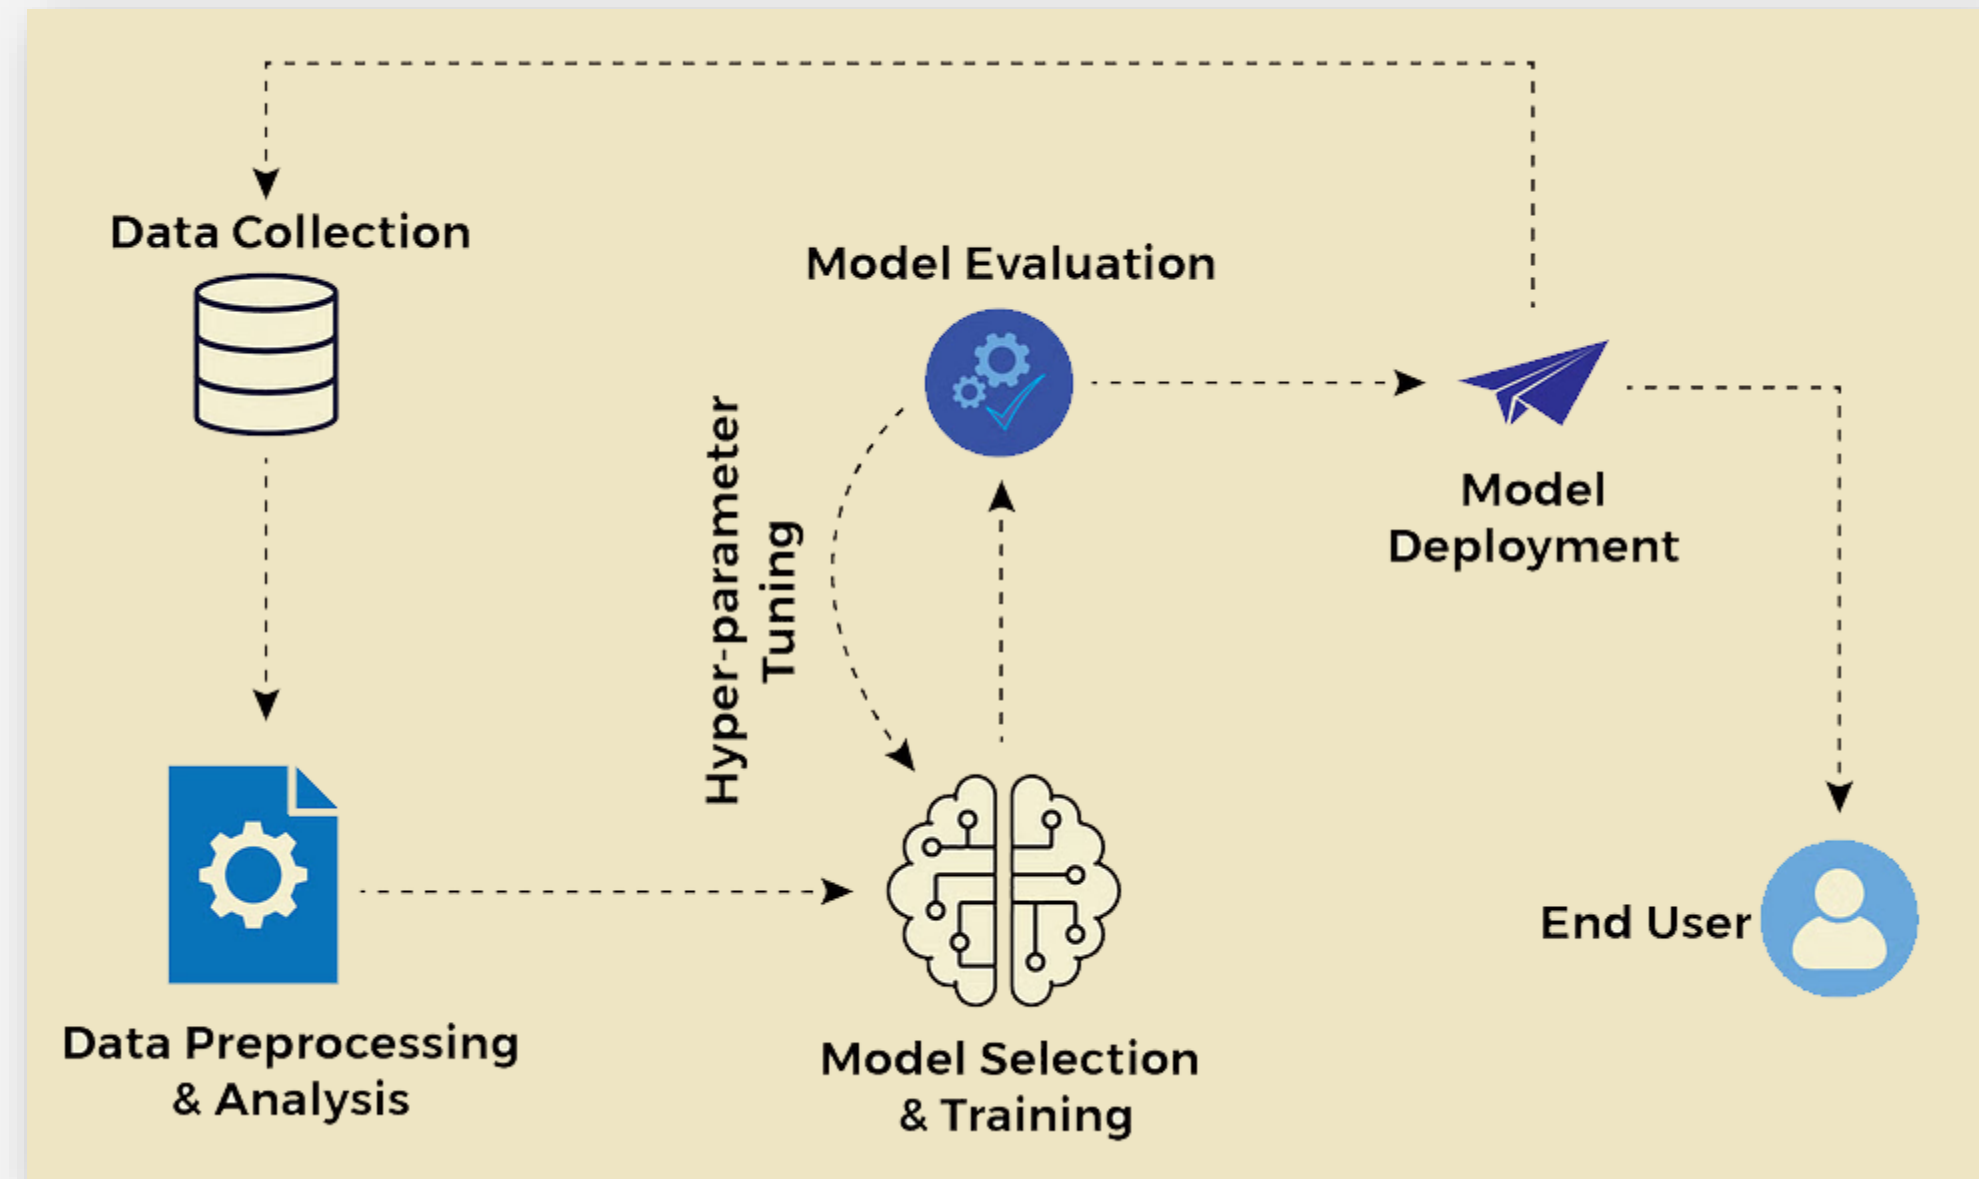 Data Collection
Model Evaluation
Hyper-parameter
Tuning
Model
Deployment
End User
Data Preprocessing
& Analysis
Model Selection
& Training